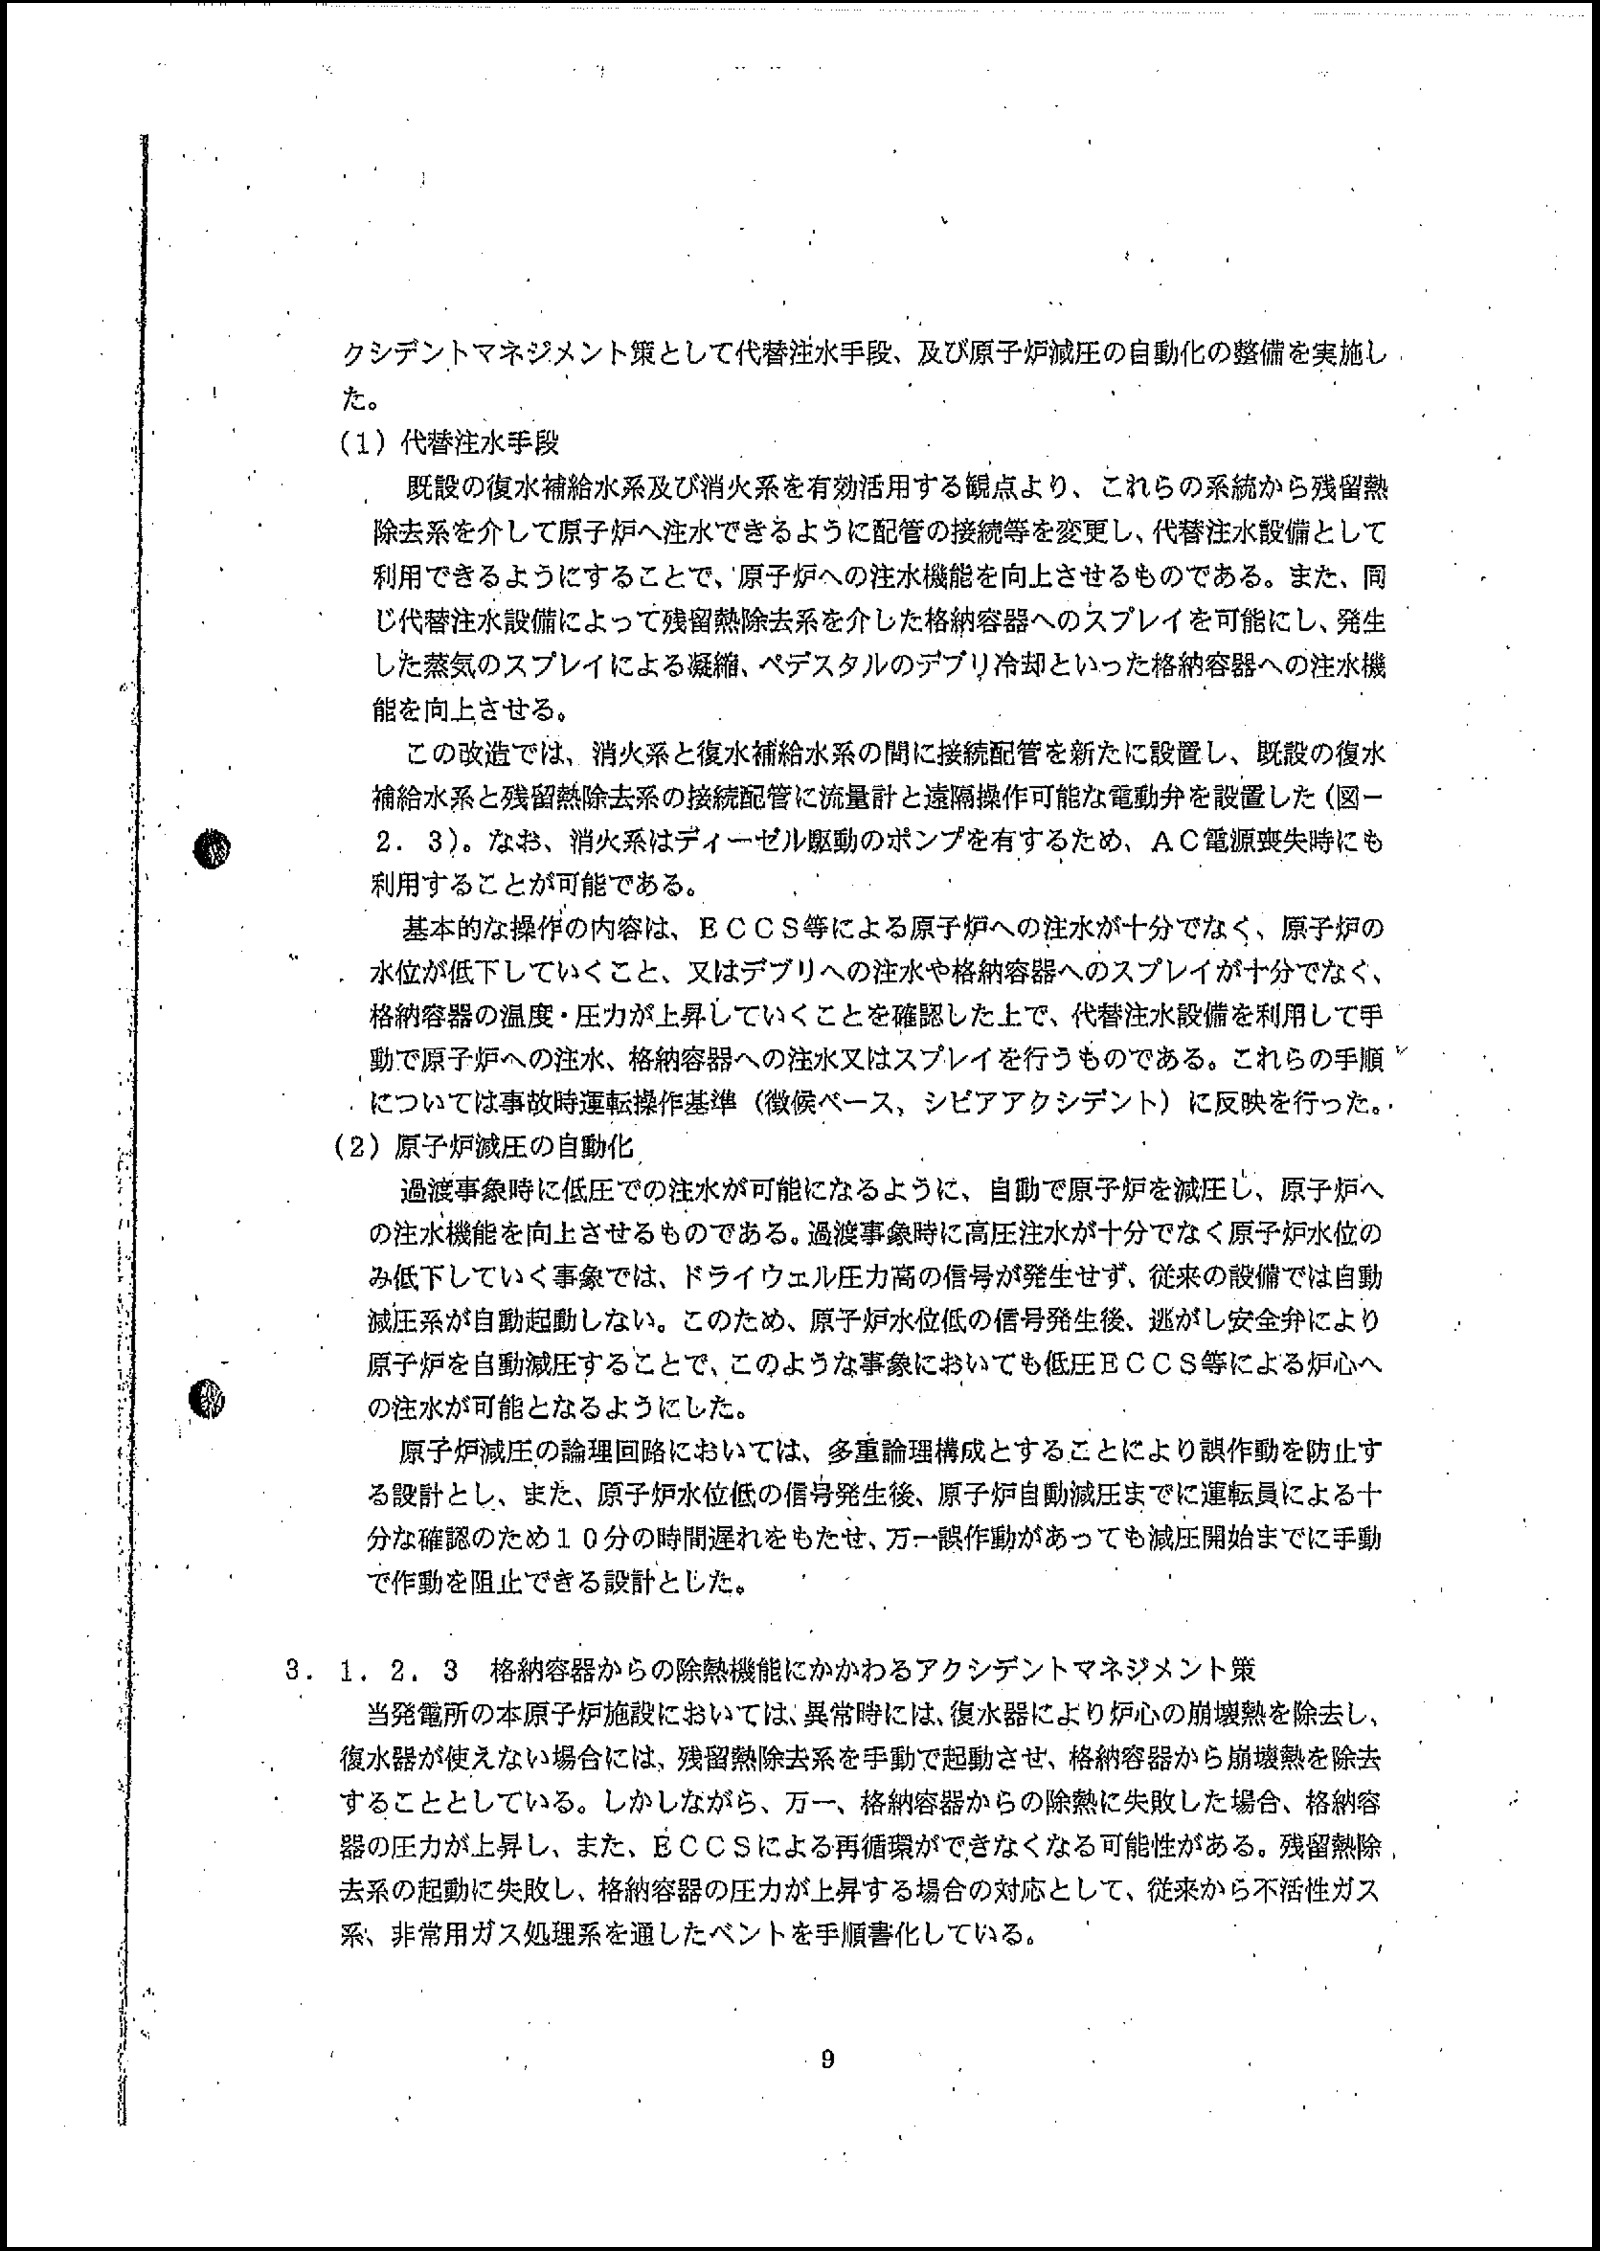 クシデントマネジメント策として代替注水手段、及び原子炉減圧の自動化の整備を実施し
た。
（1）代替注水手段
既設の復水補給水系及び消火系を有効活用する観点より、これらの系統から残留熱
除去系を介して原子炉へ注水できるように配管の接続等を変更し、代替注水設備として
利用できるようにすることで、原子炉への注水機能を向上させるものである。また、同
じ代替注水設備によって残留熱除去系を介した格納容器へのスプレイを可能にし、発生
した蒸気のスプレイによる凝縮、ペデスタルのデブリ冷却といった格納容器への注水機
能を向上させる。
この改造では、消火系と復水補給水系の間に接続配管を新たに設置し、既設の復水
補給水系と残留熱除去系の接続配管に流量計と遠隔操作可能な電動弁を設置した（図－
２．３）。なお、消火系はディーゼル駆動のポンプを有するため、ＡＣ電源喪失時にも
利用することが可能である。
基本的な操作の内容は、ＥＣＣＳ等による原子炉への注水が十分でなく、原子炉の
水位が低下していくこと、又はデブリへの注水や格納容器へのスプレイが十分でなく、
格納容器の温度・圧力が上昇していくことを確認した上で、代替注水設備を利用して手
動で原子炉への注水、格納容器への注水又はスプレイを行うものである。これらの手順
については事故時運転操作基準（徴候ベース，シビアアクシデント）に反映を行った。
（2）原子炉減圧の自動化
過渡事象時に低圧での注水が可能になるように、自動で原子炉を減圧し、原子炉へ
の注水機能を向上させるものである。過渡事象時に高圧注水が十分でなく原子炉水位の
み低下していく事象では、ドライウェル圧力高の信号が発生せず、従来の設備では自動
減圧系が自動起動しない。このため、原子炉水位低の信号発生後、逃がし安全弁により
原子炉を自動減圧することで、このような事象においても低圧ＥＣＣＳ等による炉心へ
の注水が可能となるようにした。
原子炉減圧の論理回路においては、多重論理構成とすることにより誤作動を防止す
る設計とし、また、原子炉水位低の信号発生後、原子炉自動減圧までに運転員による十
分な確認のため１０分の時間遅れをもたせ、万一誤作動があっても減圧開始までに手動
で作動を阻止できる設計とした。
３．１．２．３　格納容器からの除熱機能にかかわるアクシデントマネジメント策
当発電所の本原子炉施設においては、異常時には、復水器により炉心の崩壊熱を除去し、
復水器が使えない場合には、残留熱除去系を手動で起動させ、格納容器から崩壊熱を除去
することとしている。しかしながら、万一、格納容器からの除熱に失敗した場合、格納容
器の圧力が上昇し、また、ＥＣＣＳによる再循環ができなくなる可能性がある。残留熱除
去系の起動に失敗し、格納容器の圧力が上昇する場合の対応として、従来から不活性ガス
系、非常用ガス処理系を通したベントを手順書化している。
9